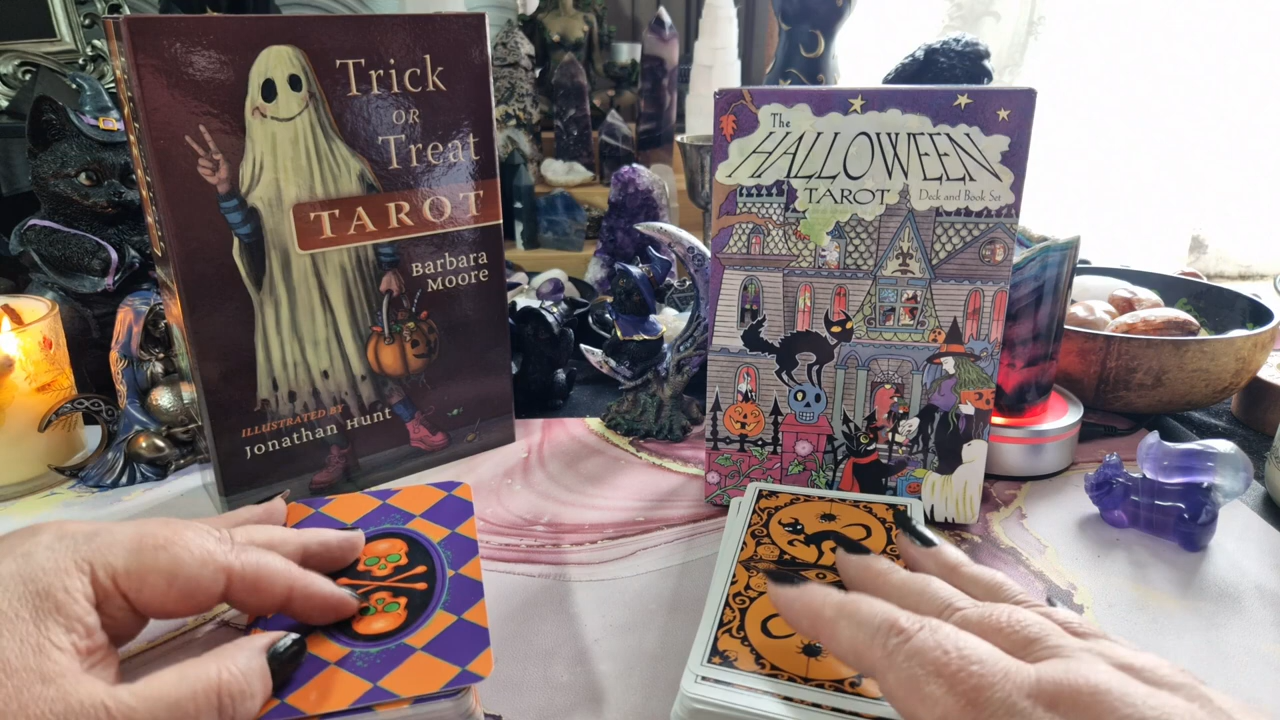 Trick
OR
Treat
TAROT
Barbara
Moore
ILLUSTRATED BY
Jonathan Hunt
The
HALLOWEEN
TAROT
Deck and Book Set